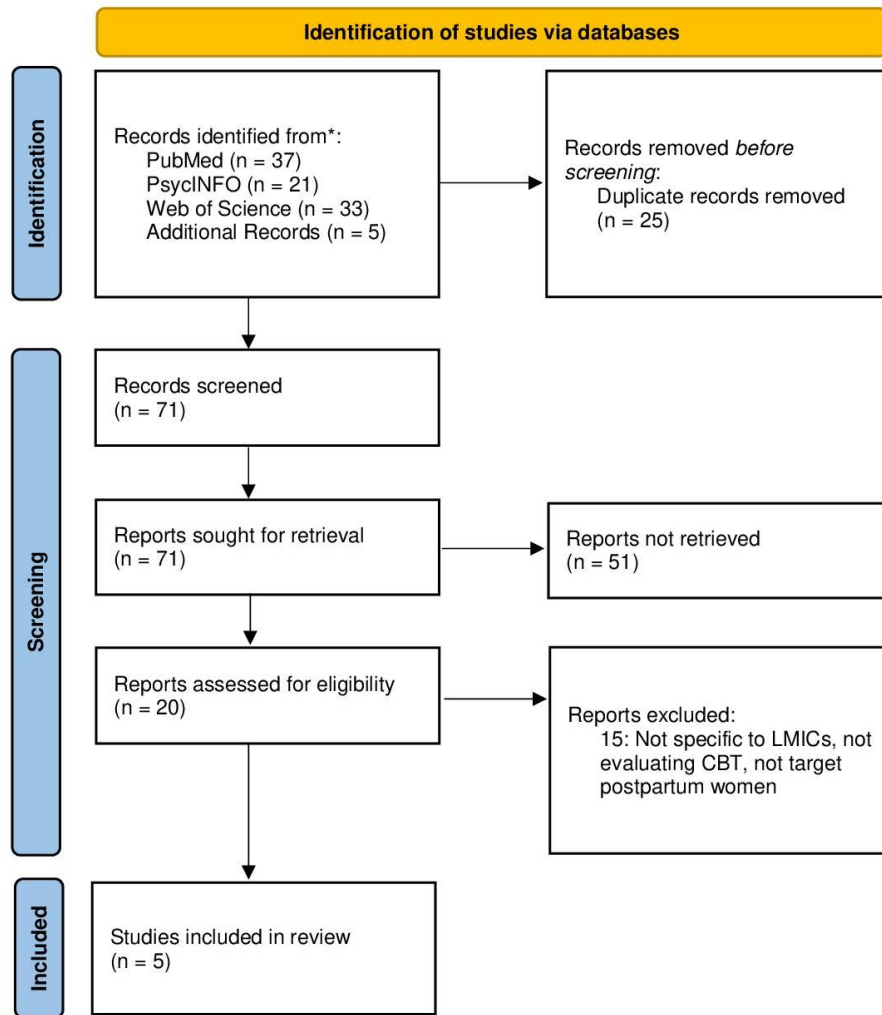 Identification of studies via databases
Identification
Records identified from*:
PubMed (n = 37)
PsycINFO (n = 21)
Web of Science (n = 33)
Additional Records (n = 5)
Records removed before
screening:
Duplicate records removed
(n = 25)
Screening
Records screened
(n = 71)
Reports sought for retrieval
(n = 71)
Reports not retrieved
(n = 51)
Reports assessed for eligibility
(n = 20)
Reports excluded:
15: Not specific to LMICs, not
evaluating CBT, not target
postpartum women
Included
Studies included in review
(n = 5)